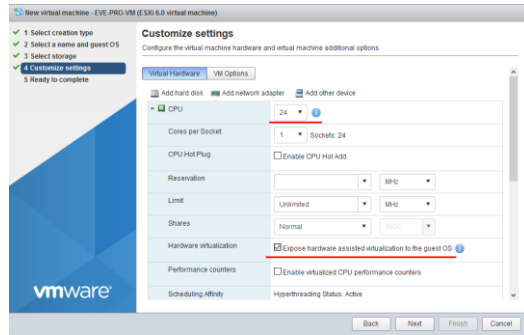 New virtual machine - EVE-PRO-VM (ESXi 6.0 virtual machine)
1 Select creation type
2 Select a name and guest OS
3 Select storage
4 Customize settings
5 Ready to complete
Customize settings
Configure the virtual machine hardware and virtual machine additional options
Virtual Hardware VM Options
Add hard disk Add network adapter Add other device
CPU 24
Cores per Socket 1 Sockets: 24
CPU Hot Plug Enable CPU Hot Add
Reservation MHz
Limit Unlimited MHz
Shares Normal 1000
Hardware virtualization Expose hardware assisted virtualization to the guest OS
Performance counters Enable virtualized CPU performance counters
Scheduling Affinity Hyperthreading Status: Active
vmware
Back Next Finish Cancel